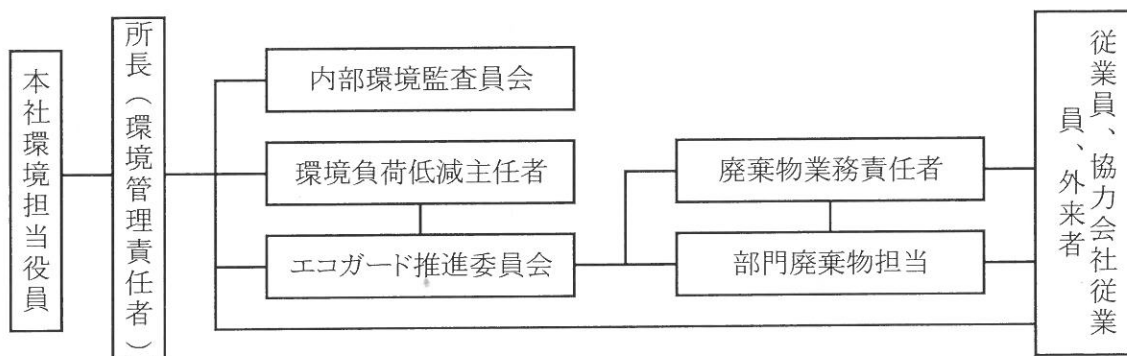 本社環境担当役員
所長（環境管理責任者）
内部環境監査員会
環境負荷低減主任者
エコガード推進委員会
廃棄物業務責任者
部門廃棄物担当
従業員、協力会社従業
員、外来者